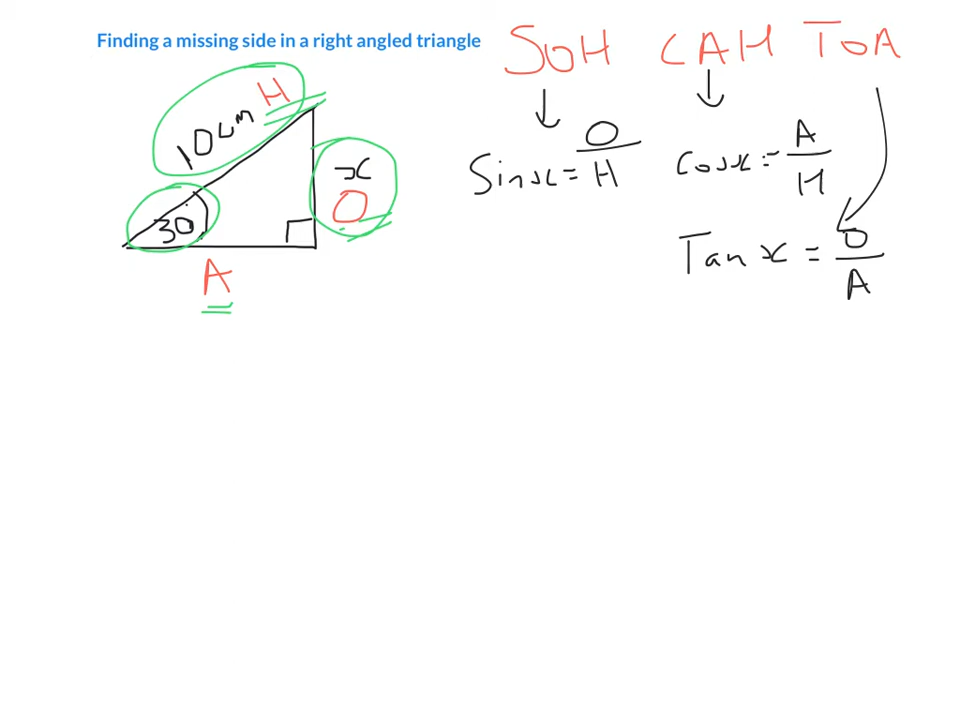 Finding a missing side in a right angled triangle
SOH CAH TOA
10cm H
x
O
30
A
Sin x = O/H
Cos x = A/H
Tan x = O/A